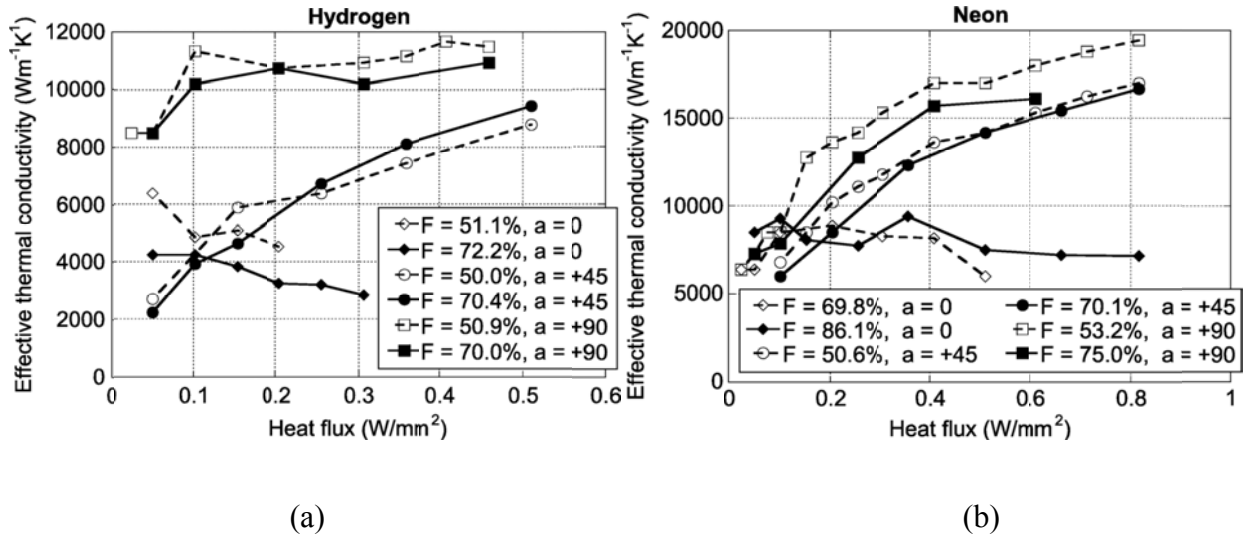 (a)
Hydrogen
Effective thermal conductivity (Wm⁻¹K⁻¹)
12000
10000
8000
6000
4000
2000
0
F = 51.1%, a = 0
F = 72.2%, a = 0
F = 50.0%, a = +45
F = 70.4%, a = +45
F = 50.9%, a = +90
F = 70.0%, a = +90
0 0.1 0.2 0.3 0.4 0.5 0.6
Heat flux (W/mm²)
(a)
(b)
Neon
Effective thermal conductivity (Wm⁻¹K⁻¹)
20000
15000
10000
5000
0
F = 69.8%, a = 0
F = 86.1%, a = 0
F = 50.6%, a = +45
F = 70.1%, a = +45
F = 53.2%, a = +90
F = 75.0%, a = +90
0 0.2 0.4 0.6 0.8 1
Heat flux (W/mm²)
(b)